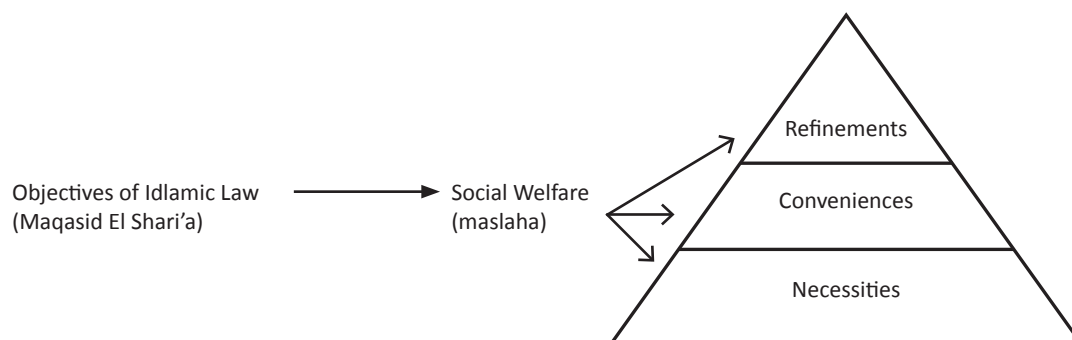 Objectives of Idlamic Law
(Maqasid El Shari’a)
Social Welfare
(maslaha)
Refinements
Conveniences
Necessities